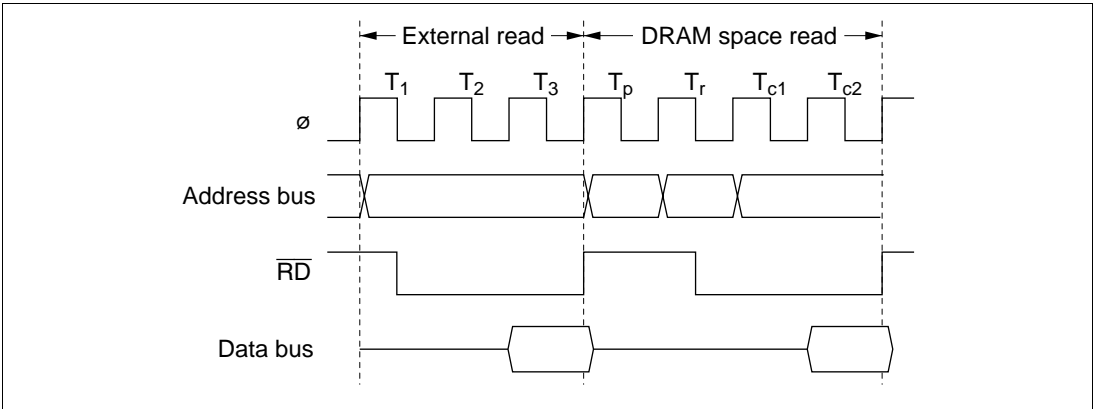 External read DRAM space read
T1 T2 T3 Tp Tr Tc1 Tc2
ø
Address bus
RD
Data bus